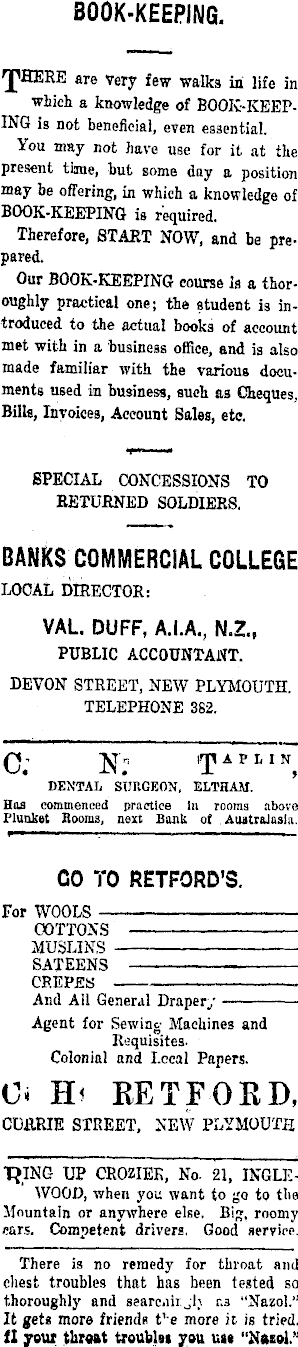 BOOK-KEEPING.
THERE are very few walks in life in
which a knowledge of BOOK-KEEP-
ING is not beneficial, even essential.
You may not have use for it at the
present time, but some day a position
may be offering, in which a knowledge of
BOOK-KEEPING is required.
Therefore, START NOW, and be pre-
pared.
Our BOOK-KEEPING course is a thor-
oughly practical one; the student is in-
troduced to the actual books of account
met with in a business office, and is also
made familiar with the various docu-
ments used in business, such as Cheques,
Bills, Invoices, Account Sales, etc.
SPECIAL CONCESSIONS TO
RETURNED SOLDIERS.
BANKS COMMERCIAL COLLEGE
LOCAL DIRECTOR:
VAL. DUFF, A.I.A., N.Z.,
PUBLIC ACCOUNTANT.
DEVON STREET, NEW PLYMOUTH.
TELEPHONE 382.
C. N. TAPLIN,
DENTAL SURGEON, ELTHAM.
Has commenced practice in rooms above
Plunket Rooms, next Bank of Australasia.
GO TO RETFORD'S.
For WOOLS
COTTONS
MUSLINS
SATEENS
CREPES
And All General Drapery
Agent for Sewing Machines and
Requisites.
Colonial and Local Papers.
C. H. RETFORD,
CURRIE STREET, NEW PLYMOUTH
RING UP CROZIER, No. 21, INGLE-
WOOD, when you want to go to the
Mountain or anywhere else. Big, roomy
cars. Competent drivers. Good service.
There is no remedy for throat and
chest troubles that has been tested so
thoroughly and searchingly as "Nazol."
It gets more friends the more it is tried.
If your throat troubles you use "Nazol."